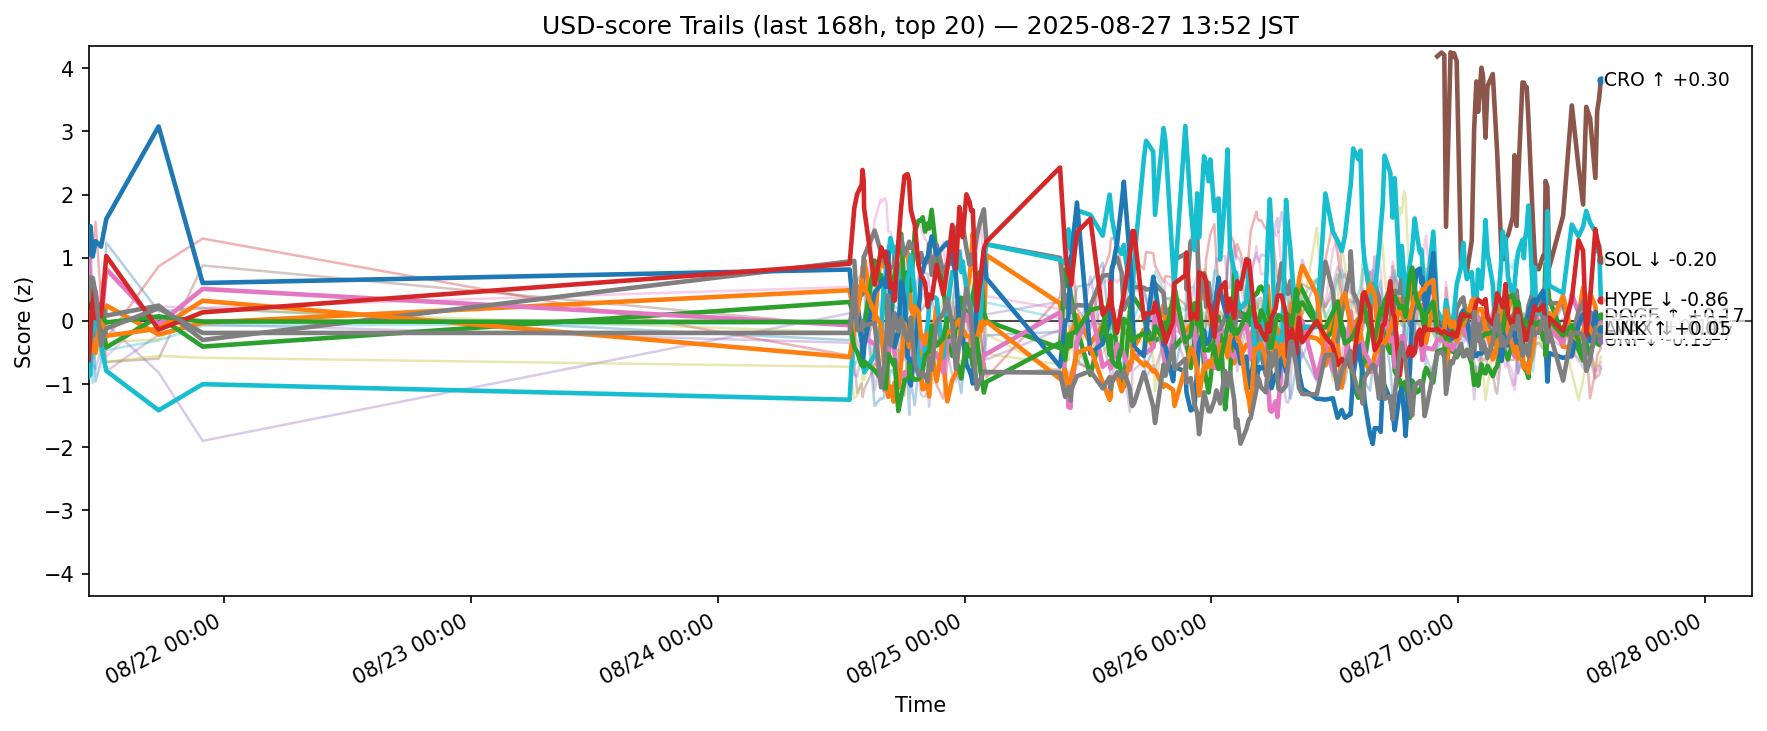 USD-score Trails (last 168h, top 20) — 2025-08-27 13:52 JST
Score (z)
4
3
2
1
0
−1
−2
−3
−4
CRO ↑ +0.30
SOL ↓ -0.20
HYPE ↓ -0.86
DOGE ↑ +0.17
LINK ↑ +0.05
08/22 00:00
08/23 00:00
08/24 00:00
08/25 00:00
08/26 00:00
08/27 00:00
08/28 00:00
Time